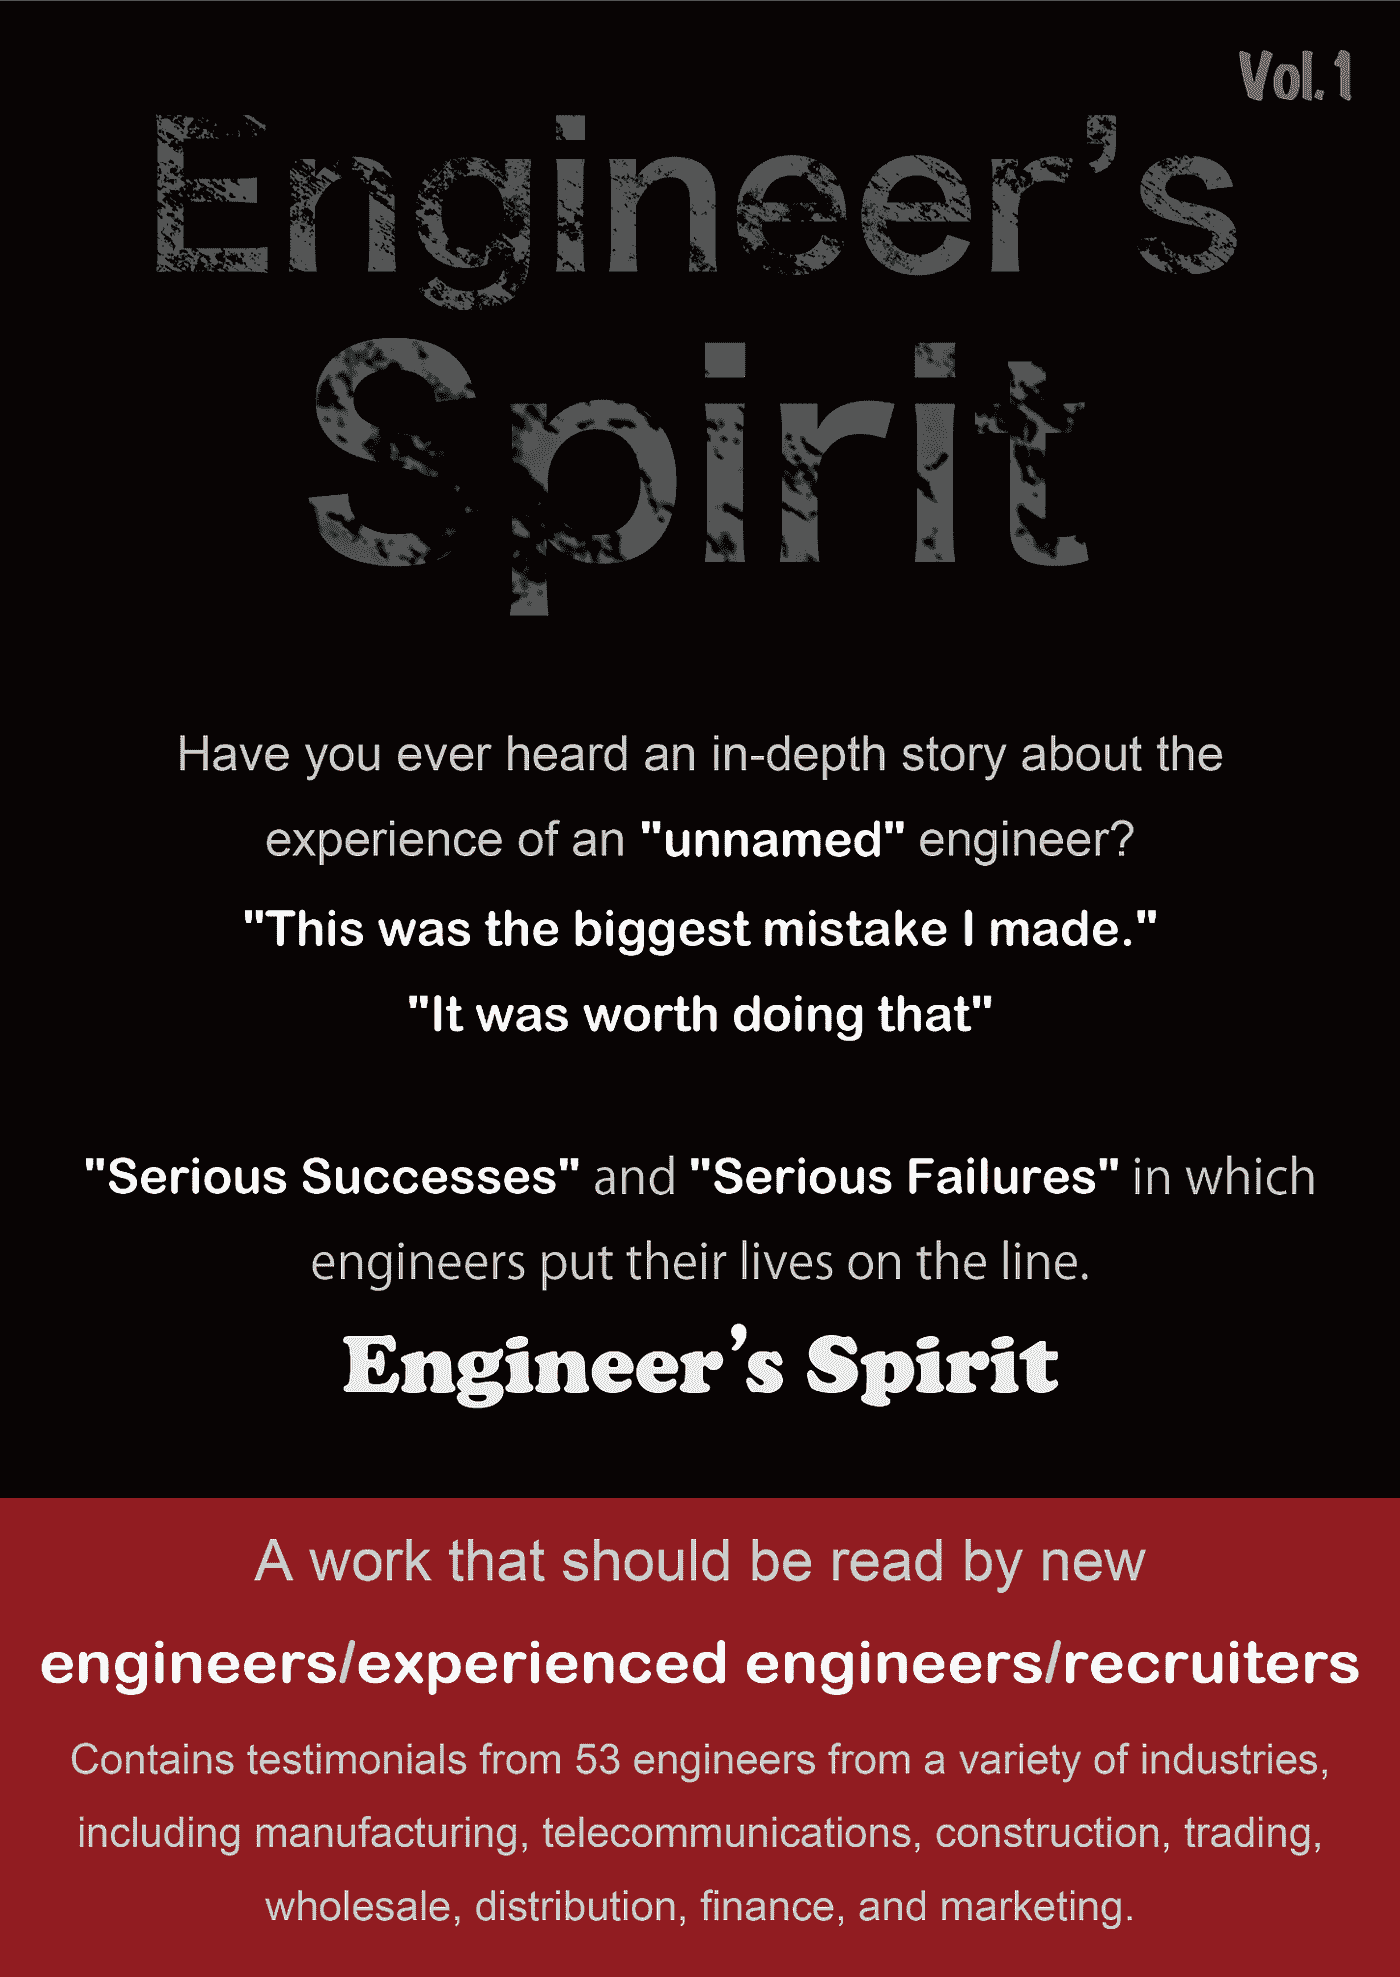 Vol.1
Engineer’s
Spirit
Have you ever heard an in-depth story about the
experience of an "unnamed" engineer?
"This was the biggest mistake I made."
"It was worth doing that"
"Serious Successes" and "Serious Failures" in which
engineers put their lives on the line.
Engineer’s Spirit
A work that should be read by new
engineers/experienced engineers/recruiters
Contains testimonials from 53 engineers from a variety of industries,
including manufacturing, telecommunications, construction, trading,
wholesale, distribution, finance, and marketing.